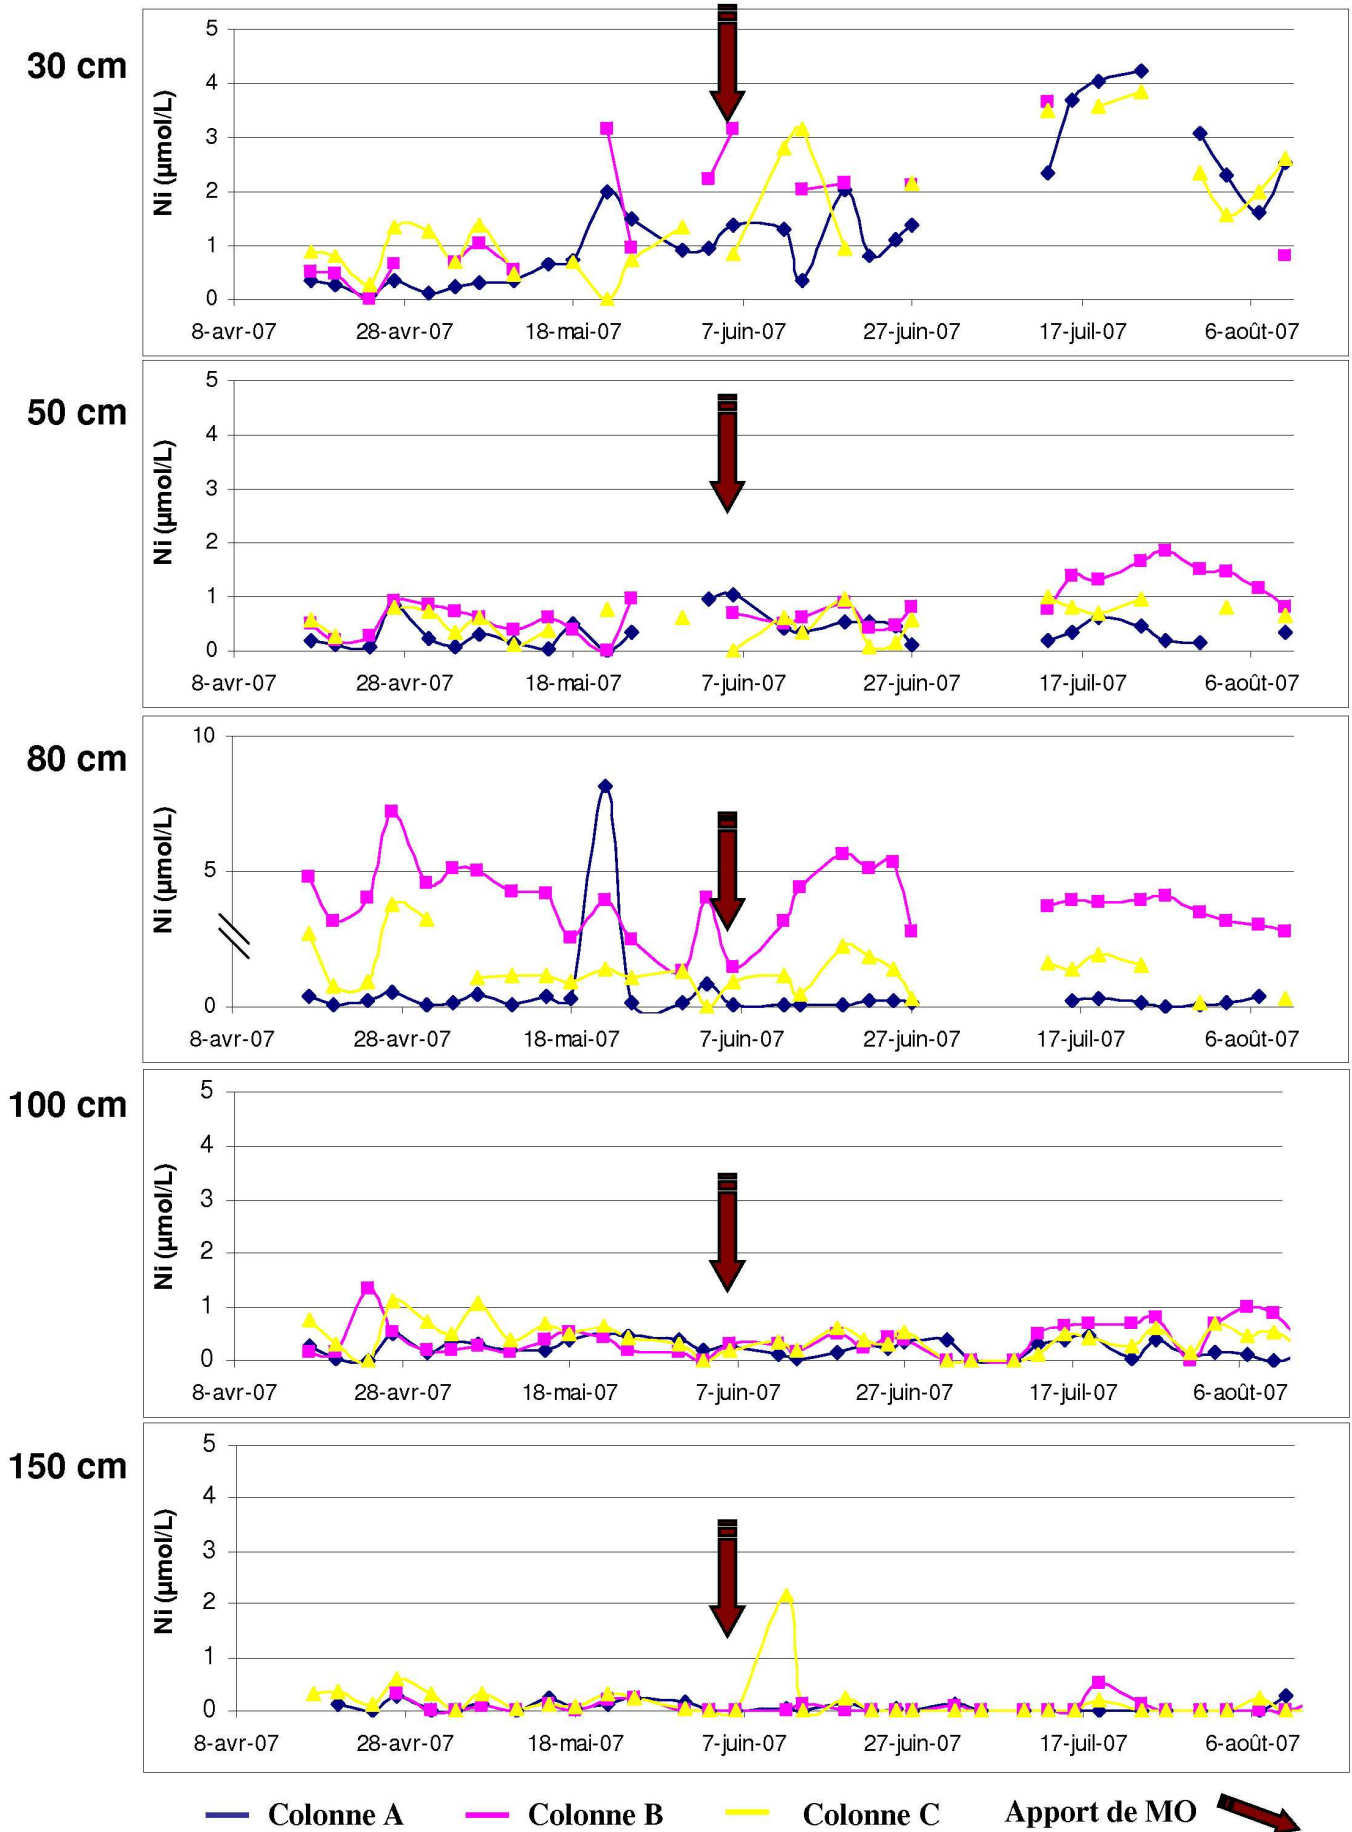 30 cm
Ni (µmol/L)
5
4
3
2
1
0
8-avr-07 28-avr-07 18-mai-07 7-juin-07 27-juin-07 17-juil-07 6-août-07
50 cm
Ni (µmol/L)
5
4
3
2
1
0
8-avr-07 28-avr-07 18-mai-07 7-juin-07 27-juin-07 17-juil-07 6-août-07
80 cm
Ni (µmol/L)
10
5
0
8-avr-07 28-avr-07 18-mai-07 7-juin-07 27-juin-07 17-juil-07 6-août-07
100 cm
Ni (µmol/L)
5
4
3
2
1
0
8-avr-07 28-avr-07 18-mai-07 7-juin-07 27-juin-07 17-juil-07 6-août-07
150 cm
Ni (µmol/L)
5
4
3
2
1
0
8-avr-07 28-avr-07 18-mai-07 7-juin-07 27-juin-07 17-juil-07 6-août-07
Colonne A Colonne B Colonne C Apport de MO